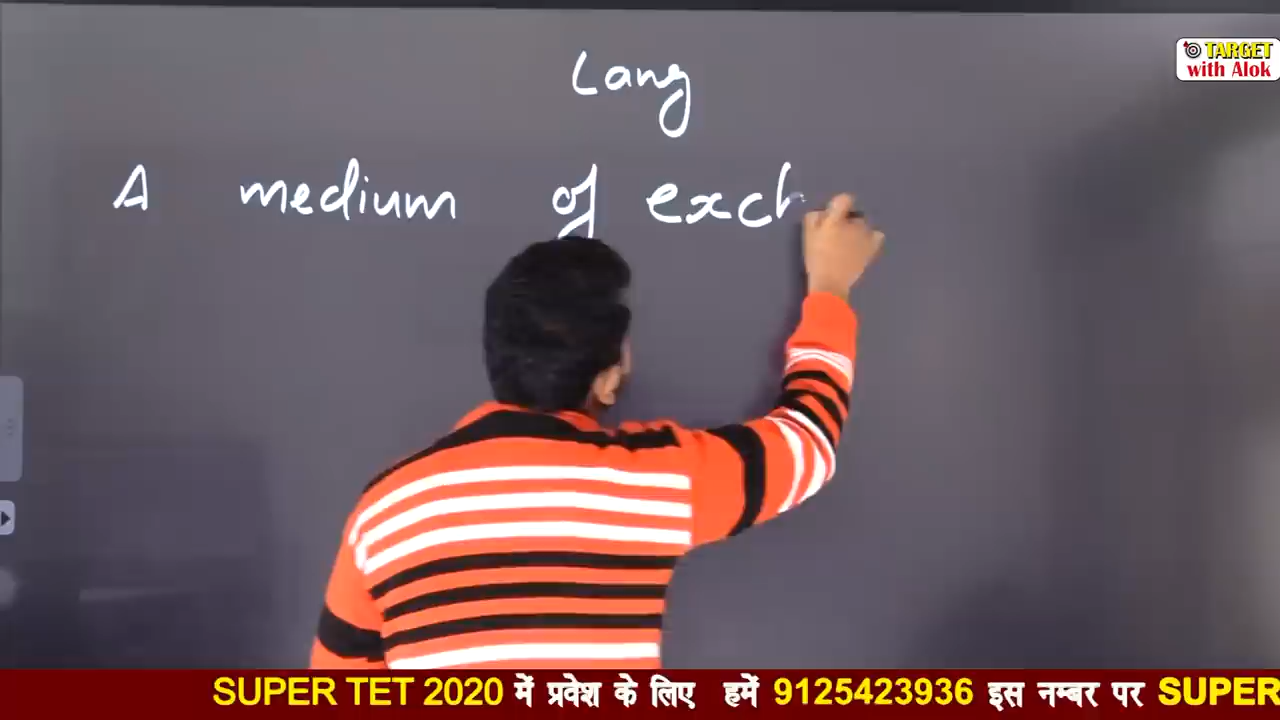 Lang
TARGET
with Alok
A medium of exch
SUPER TET 2020 में प्रवेश के लिए हमें 9125423936 इस नम्बर पर SUPER